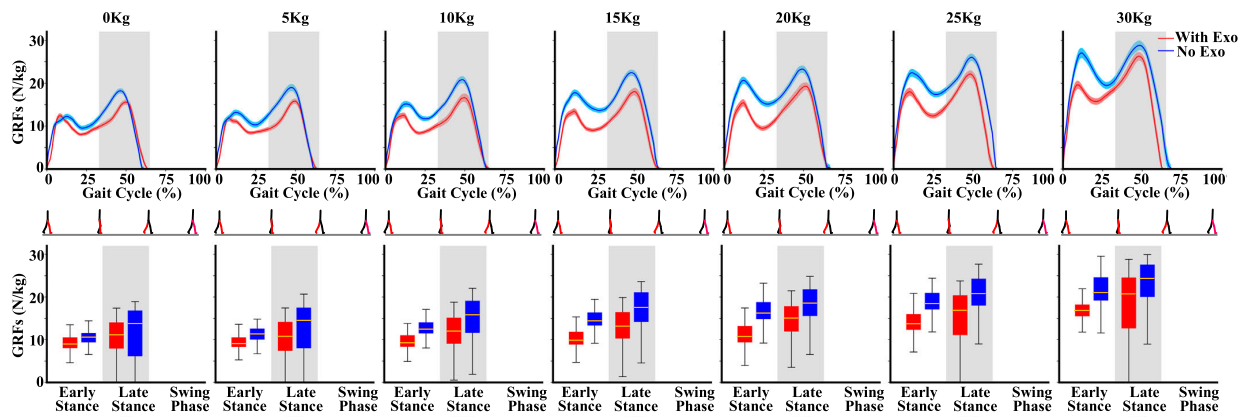 0Kg 5Kg 10Kg 15Kg 20Kg 25Kg 30Kg
GRFs (N/kg)
30
20
10
0
With Exo
No Exo
0 25 50 75 100 0 25 50 75 100 0 25 50 75 100 0 25 50 75 100 0 25 50 75 100 0 25 50 75 100 0 25 50 75 100
Gait Cycle (%) Gait Cycle (%) Gait Cycle (%) Gait Cycle (%) Gait Cycle (%) Gait Cycle (%) Gait Cycle (%)
GRFs (N/kg)
30
20
10
0
Early Late Swing Early Late Swing Early Late Swing Early Late Swing Early Late Swing Early Late Swing Early Late Swing
Stance Stance Phase Stance Stance Phase Stance Stance Phase Stance Stance Phase Stance Stance Phase Stance Stance Phase Stance Stance Phase